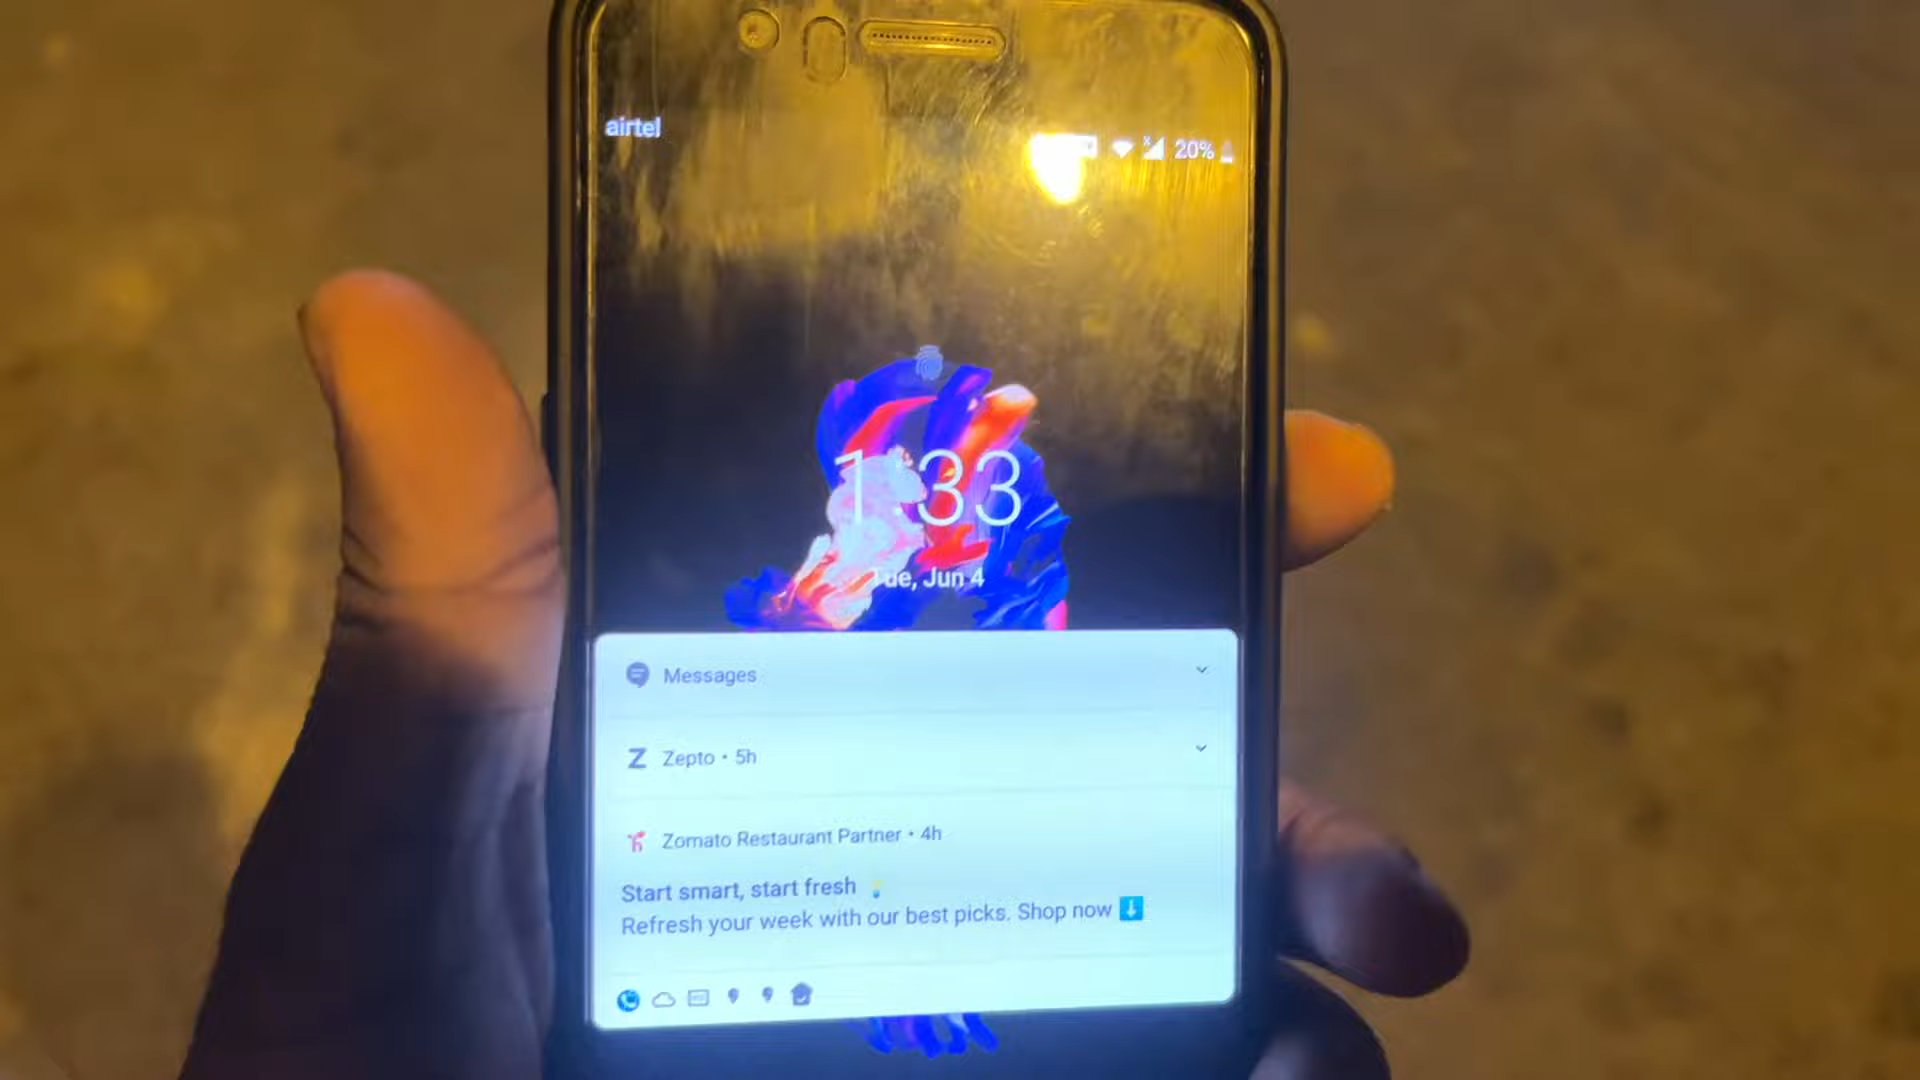 airtel
20%
1:33
Tue, Jun 4
Messages
Zepto • 5h
Zomato Restaurant Partner • 4h
Start smart, start fresh
Refresh your week with our best picks. Shop now